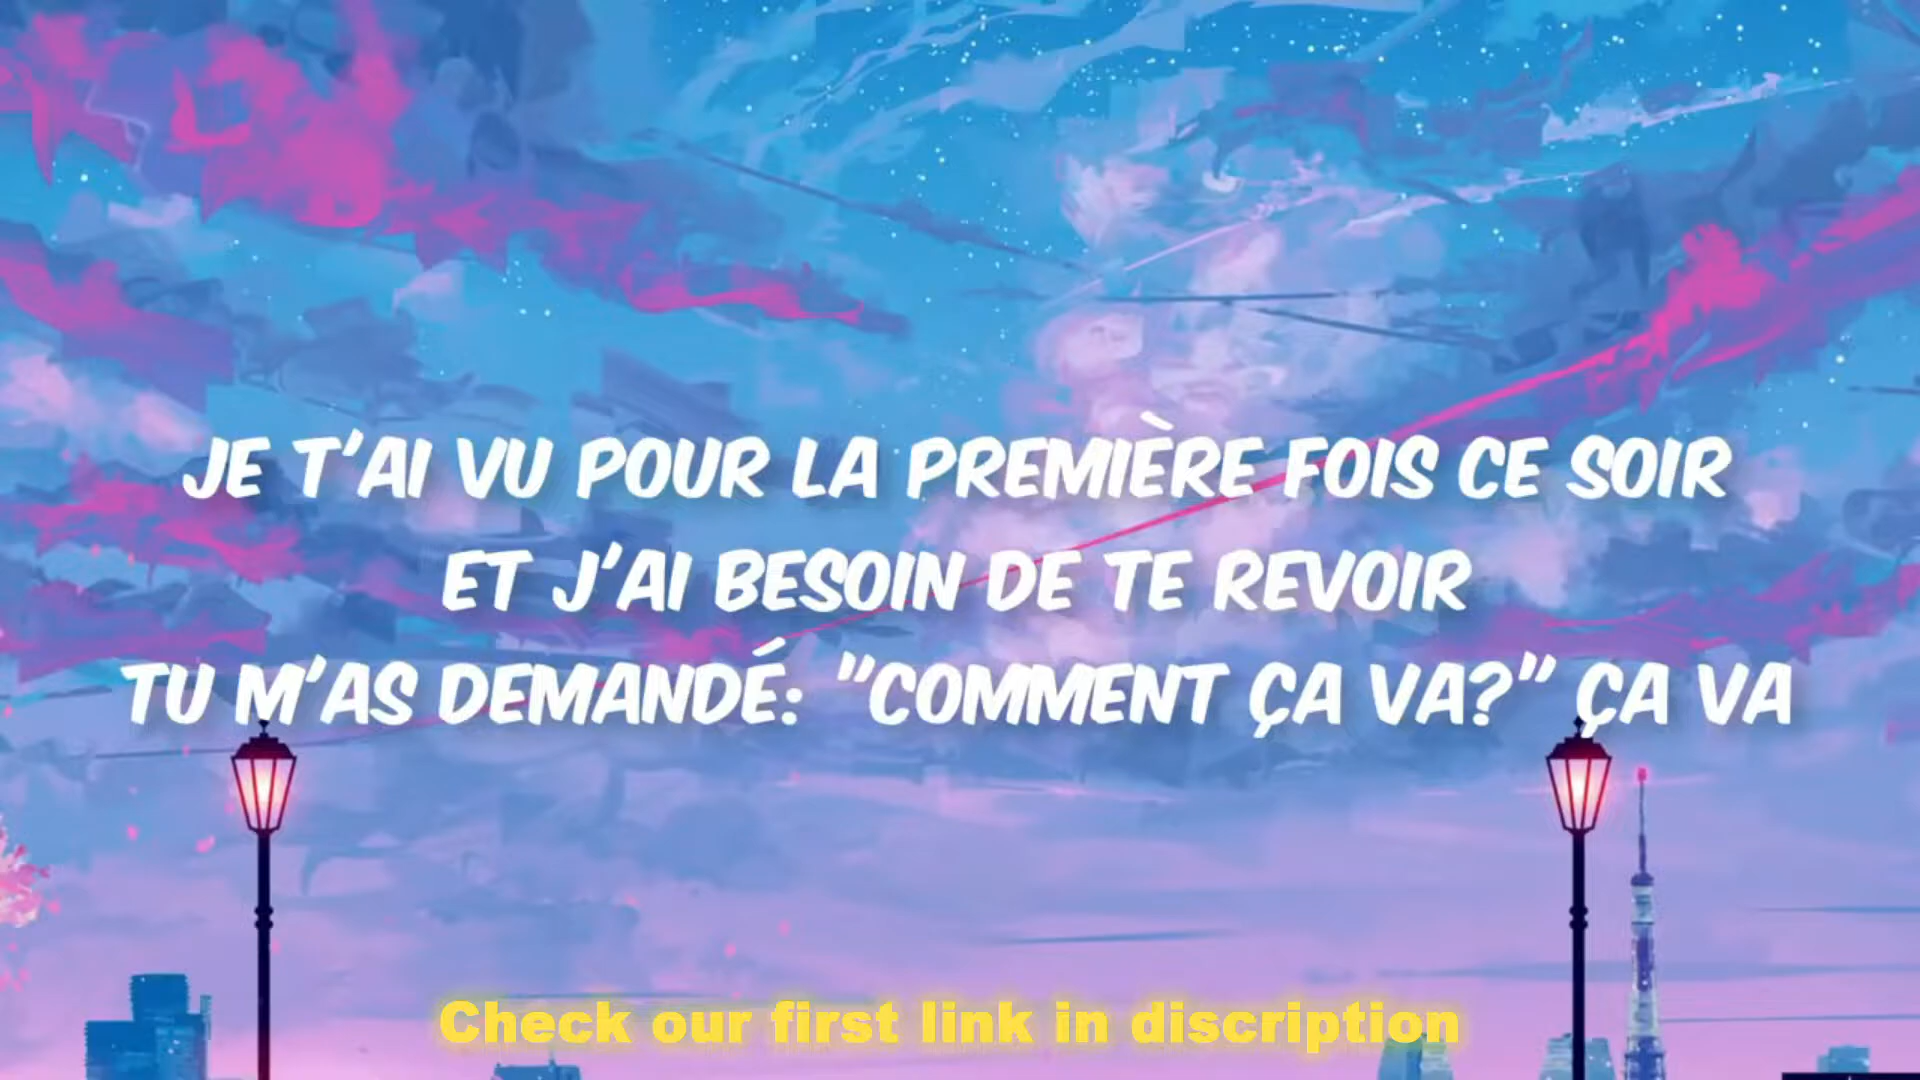 JE T'AI VU POUR LA PREMIÈRE FOIS CE SOIR
ET J'AI BESOIN DE TE REVOIR
TU M'AS DEMANDÉ: "COMMENT ÇA VA?" ÇA VA
Check our first link in discription